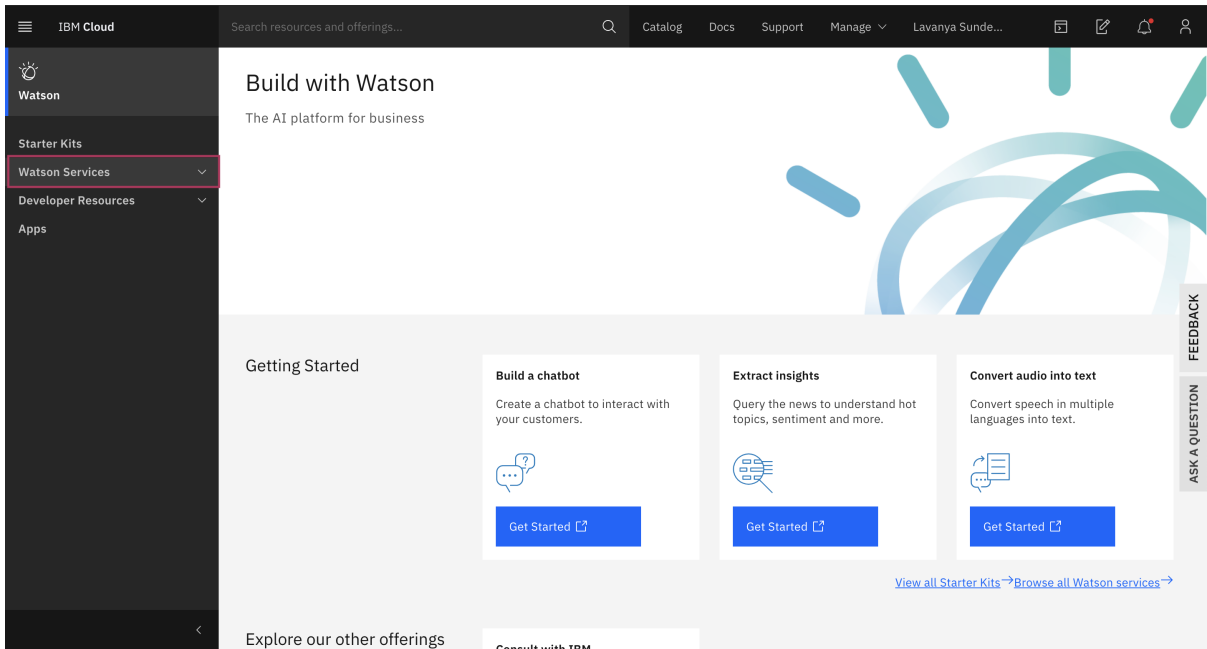 IBM Cloud
Search resources and offerings...
Catalog
Docs
Support
Manage
Lavanya Sunde...
Watson
Starter Kits
Watson Services
Developer Resources
Apps
Build with Watson
The AI platform for business
FEEDBACK
ASK A QUESTION
Getting Started
Build a chatbot
Create a chatbot to interact with
your customers.
?
Get Started
Extract insights
Query the news to understand hot
topics, sentiment and more.
Get Started
Convert audio into text
Convert speech in multiple
languages into text.
Get Started
View all Starter Kits
Browse all Watson services
Explore our other offerings
Consult with IBM